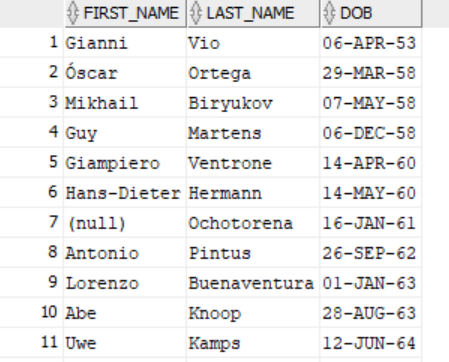 FIRST_NAME LAST_NAME DOB
1 Gianni Vio 06-APR-53
2 Óscar Ortega 29-MAR-58
3 Mikhail Biryukov 07-MAY-58
4 Guy Martens 06-DEC-58
5 Giampiero Ventrone 14-APR-60
6 Hans-Dieter Hermann 14-MAY-60
7 (null) Ochotorena 16-JAN-61
8 Antonio Pintus 26-SEP-62
9 Lorenzo Buenaventura 01-JAN-63
10 Abe Knoop 28-AUG-63
11 Uwe Kamps 12-JUN-64